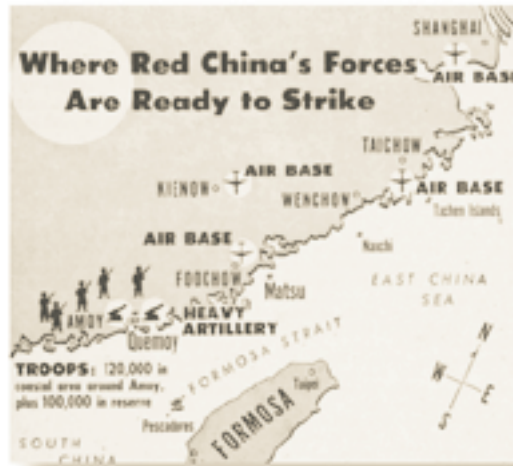 SHANGHAI
Where Red China's Forces
Are Ready to Strike
AIR BASE
TAICHOW
AIR BASE
KIENOW
WENCHOW
AIR BASE
Tachen Islands
AIR BASE
Naichi
FOOCHOW
Matsu
EAST CHINA
SEA
AMOY
HEAVY
ARTILLERY
Quemoy
FORMOSA STRAIT
N
W
E
S
TROOPS: 120,000 in
coastal area around Amoy,
plus 100,000 in reserve
Taipei
Pescadores
FORMOSA
SOUTH
CHINA